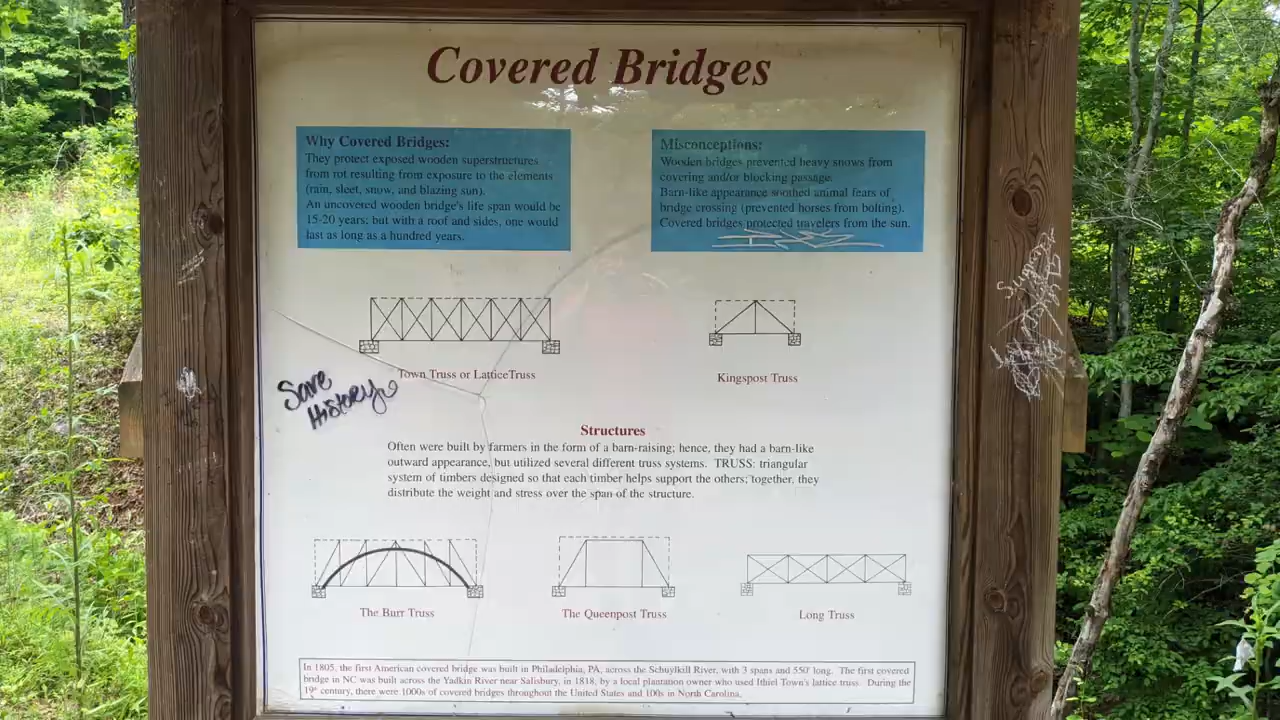 Covered Bridges
Why Covered Bridges:
They protect exposed wooden superstructures
from rot resulting from exposure to the elements
(rain, sleet, snow, and blazing sun).
An uncovered wooden bridge's life span would be
15-20 years; but with a roof and sides, one would
last as long as a hundred years.
Misconceptions:
Wooden bridges prevented heavy snows from
covering and/or blocking passage.
Barn-like appearance soothed animal fears of
bridge crossing (prevented horses from bolting).
Covered bridges protected travelers from the sun.
Town Truss or LatticeTruss
Kingspost Truss
Save
History
Structures
Often were built by farmers in the form of a barn-raising; hence, they had a barn-like
outward appearance, but utilized several different truss systems. TRUSS: triangular
system of timbers designed so that each timber helps support the others; together, they
distribute the weight and stress over the span of the structure.
The Burr Truss
The Queenpost Truss
Long Truss
In 1805, the first American covered bridge was built in Philadelphia, PA, across the Schuylkill River, with 3 spans and 550' long. The first covered
bridge in NC was built across the Yadkin River near Salisbury, in 1818, by a local plantation owner who used Ithiel Town's lattice truss. During the
19th century, there were 1000s of covered bridges throughout the United States and 100s in North Carolina.